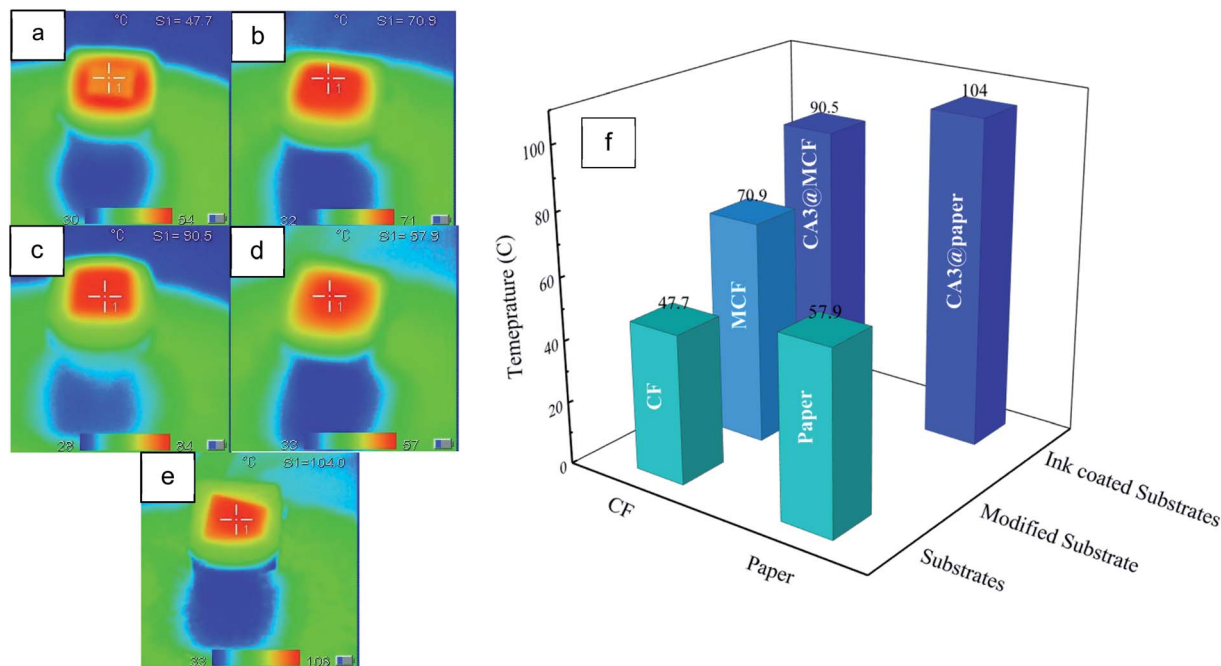 a
°C S1= 47.7
1
30 54
b
°C S1= 70.9
1
32 71
c
°C S1= 90.5
1
28 84
d
°C S1= 57.9
1
33 57
e
°C S1=104.0
1
33 108
f
Temeprature (C)
100
80
60
40
20
0
47.7
CF
70.9
MCF
90.5
CA3@MCF
57.9
Paper
104
CA3@paper
CF
Paper
Substrates
Modified Substrate
Ink coated Substrates